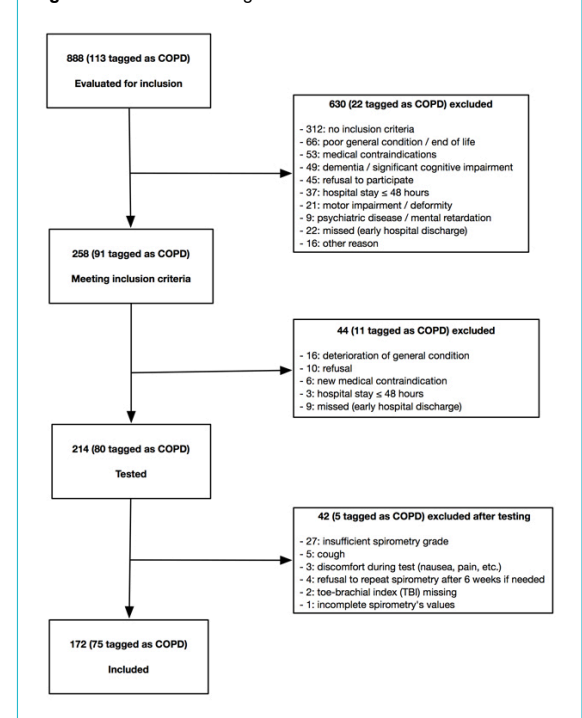 888 (113 tagged as COPD)
Evaluated for inclusion
630 (22 tagged as COPD) excluded
- 312: no inclusion criteria
- 66: poor general condition / end of life
- 53: medical contraindications
- 49: dementia / significant cognitive impairment
- 45: refusal to participate
- 37: hospital stay ≤ 48 hours
- 21: motor impairment / deformity
- 9: psychiatric disease / mental retardation
- 22: missed (early hospital discharge)
- 16: other reason
258 (91 tagged as COPD)
Meeting inclusion criteria
44 (11 tagged as COPD) excluded
- 16: deterioration of general condition
- 10: refusal
- 6: new medical contraindication
- 3: hospital stay ≤ 48 hours
- 9: missed (early hospital discharge)
214 (80 tagged as COPD)
Tested
42 (5 tagged as COPD) excluded after testing
- 27: insufficient spirometry grade
- 5: cough
- 3: discomfort during test (nausea, pain, etc.)
- 4: refusal to repeat spirometry after 6 weeks if needed
- 2: toe-brachial index (TBI) missing
- 1: incomplete spirometry's values
172 (75 tagged as COPD)
Included